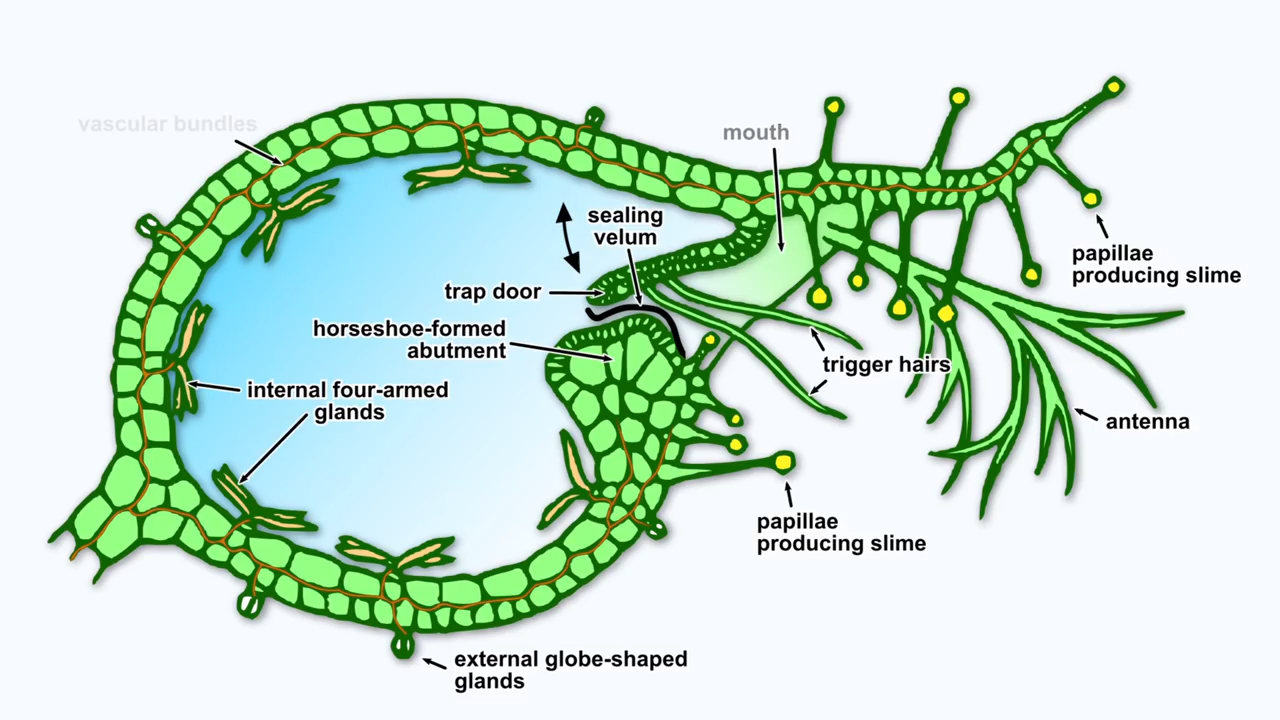 vascular bundles
mouth
sealing
velum
papillae
producing slime
trap door
horseshoe-formed
abutment
trigger hairs
internal four-armed
glands
antenna
papillae
producing slime
external globe-shaped
glands